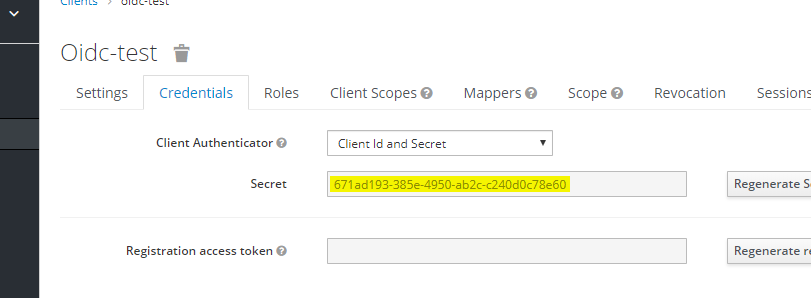 Clients > oidc-test
Oidc-test
Settings Credentials Roles Client Scopes Mappers Scope Revocation Sessions
Client Authenticator Client Id and Secret
Secret 671ad193-385e-4950-ab2c-c240d0c78e60 Regenerate
Registration access token Regenerate